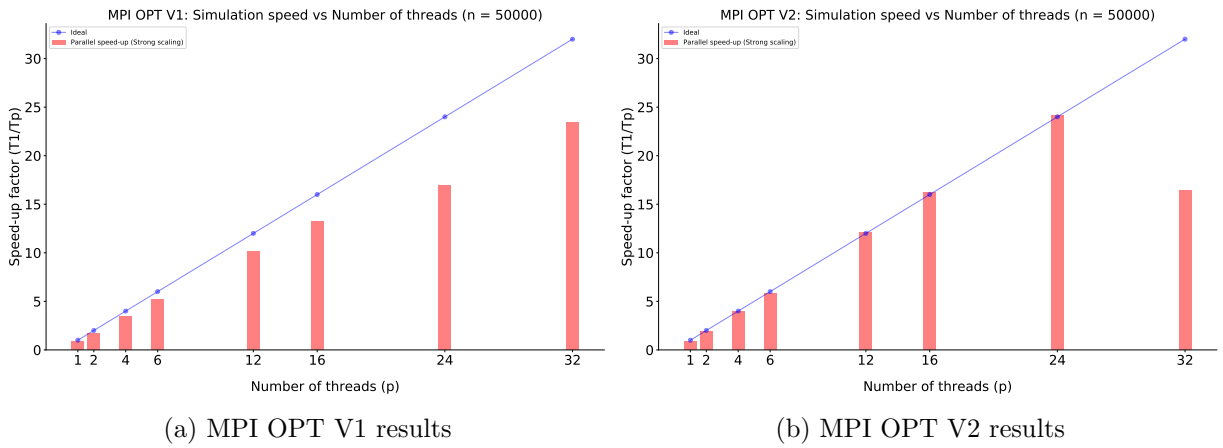 MPI OPT V1: Simulation speed vs Number of threads (n = 50000)
Ideal
Parallel speed-up (Strong scaling)
Speed-up factor (T1/Tp)
30
25
20
15
10
5
0
1 2 4 6 12 16 24 32
Number of threads (p)
(a) MPI OPT V1 results
MPI OPT V2: Simulation speed vs Number of threads (n = 50000)
Ideal
Parallel speed-up (Strong scaling)
Speed-up factor (T1/Tp)
30
25
20
15
10
5
0
1 2 4 6 12 16 24 32
Number of threads (p)
(b) MPI OPT V2 results